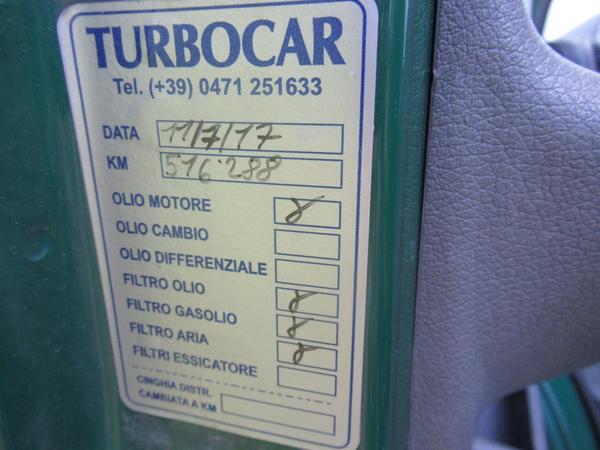 TURBOCAR
Tel. (+39) 0471 251633
DATA 11/7/17
KM 516'288
OLIO MOTORE
OLIO CAMBIO
OLIO DIFFERENZIALE
FILTRO OLIO
FILTRO GASOLIO
FILTRO ARIA
FILTRI ESSICATORE
CINGHIA DISTR.
CAMBIATA A KM